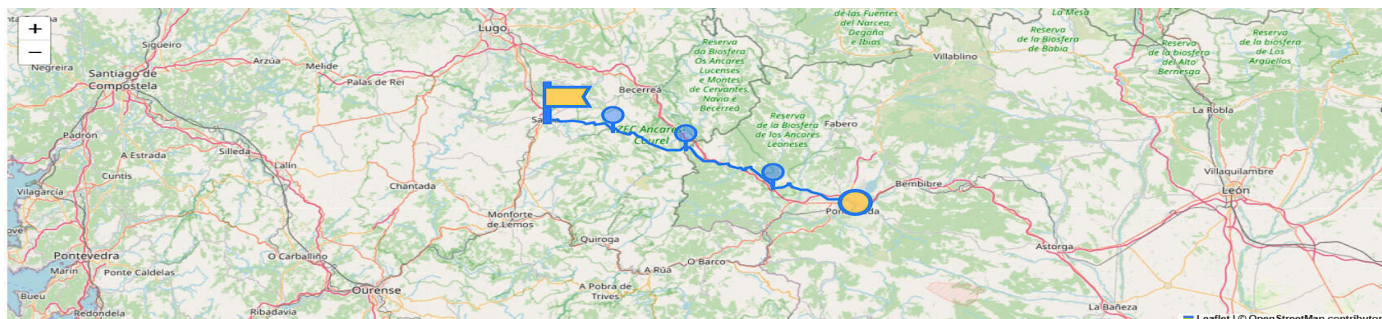 +
−
Sigüeiro
Negreira
Santiago de
Compostela
Arzúa
Melide
Palas de Rei
Lugo
Becerreá
Reserva
da Biosfera
Os Ancares
Lucenses
e Montes
de Cervantes,
Navia e
Becerreá
de las Fuentes
del Narcea,
Degaña
e Ibias
Villablino
La Mesa
Reserva
de la Biosfera
de Babia
Reserva
de la biosfera
del Alto
Bernesga
Reserva
de la biosfera
de Los
Argüellos
La Robla
Fabero
Reserva
de la Biosfera
de los Ancares
Leoneses
ZEC Ancares
Courel
Padrón
A Estrada
Silleda
Lalín
Cuntis
Vilagarcía
Chantada
Monforte
de Lemos
Quiroga
Bembibre
Villaquilambre
León
Pontevedra
Marín
Ponte Caldelas
O Carballiño
Ourense
A Rúa
O Barco
A Pobra de
Trives
Astorga
La Bañeza
Bueu
Redondela
Ribadavia
Leaflet | © OpenStreetMap contributor